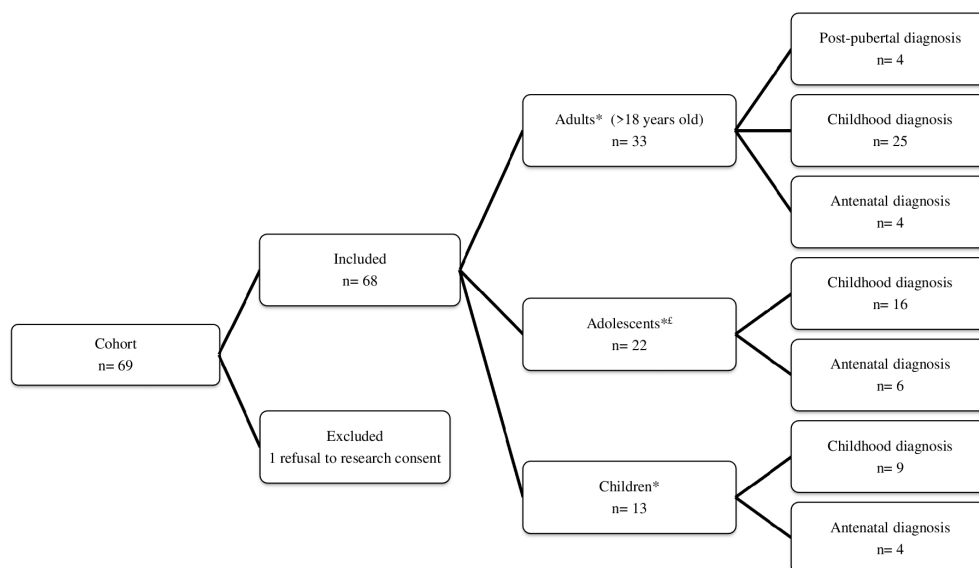 Cohort
n= 69
Included
n= 68
Excluded
1 refusal to research consent
Adults* (>18 years old)
n= 33
Adolescents*£
n= 22
Children*
n= 13
Post-pubertal diagnosis
n= 4
Childhood diagnosis
n= 25
Antenatal diagnosis
n= 4
Childhood diagnosis
n= 16
Antenatal diagnosis
n= 6
Childhood diagnosis
n= 9
Antenatal diagnosis
n= 4